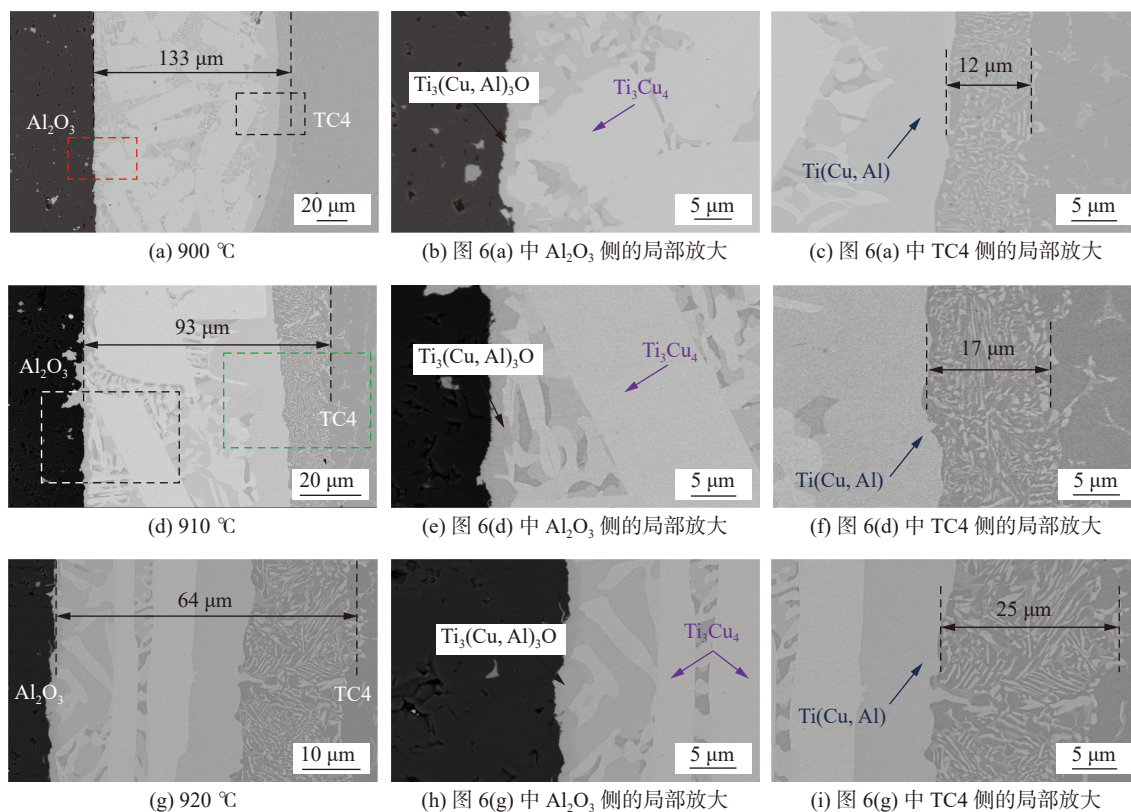 133 μm
Al₂O₃
TC4
20 μm
(a) 900 ℃
Ti₃(Cu, Al)₃O
Ti₃Cu₄
5 μm
(b) 图 6(a) 中 Al₂O₃ 侧的局部放大
12 μm
Ti(Cu, Al)
5 μm
(c) 图 6(a) 中 TC4 侧的局部放大
93 μm
Al₂O₃
TC4
20 μm
(d) 910 ℃
Ti₃(Cu, Al)₃O
Ti₃Cu₄
5 μm
(e) 图 6(d) 中 Al₂O₃ 侧的局部放大
17 μm
Ti(Cu, Al)
5 μm
(f) 图 6(d) 中 TC4 侧的局部放大
64 μm
Al₂O₃
TC4
10 μm
(g) 920 ℃
Ti₃(Cu, Al)₃O
Ti₃Cu₄
5 μm
(h) 图 6(g) 中 Al₂O₃ 侧的局部放大
25 μm
Ti(Cu, Al)
5 μm
(i) 图 6(g) 中 TC4 侧的局部放大